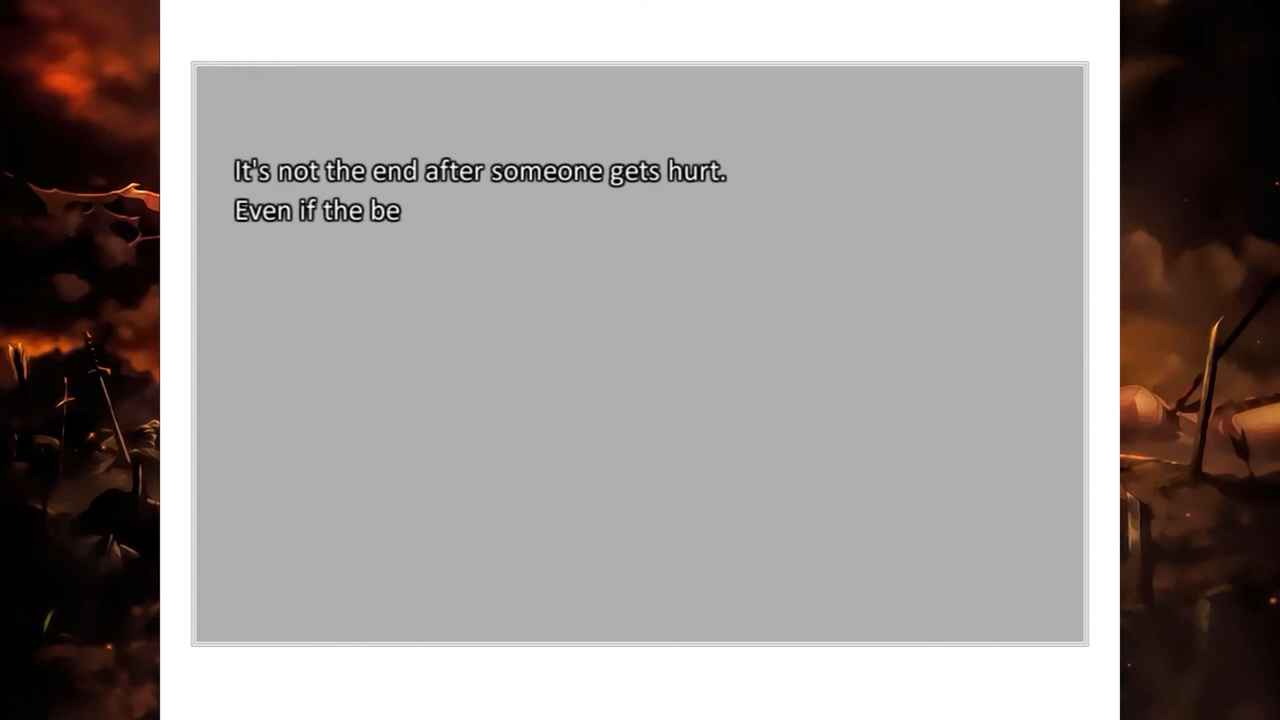 It's not the end after someone gets hurt.
Even if the be